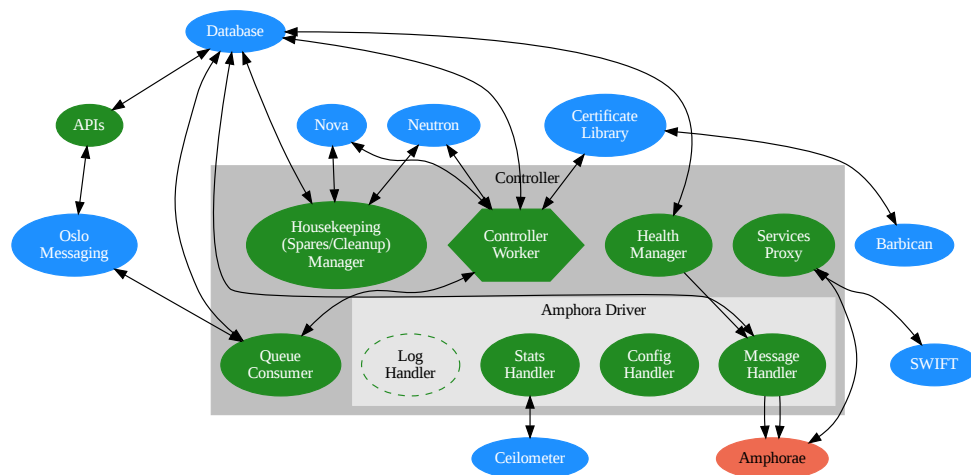 Database
APIs
Nova
Neutron
Certificate
Library
Controller
Oslo
Messaging
Housekeeping
(Spares/Cleanup)
Manager
Controller
Worker
Health
Manager
Services
Proxy
Barbican
Amphora Driver
Queue
Consumer
Log
Handler
Stats
Handler
Config
Handler
Message
Handler
SWIFT
Ceilometer
Amphorae